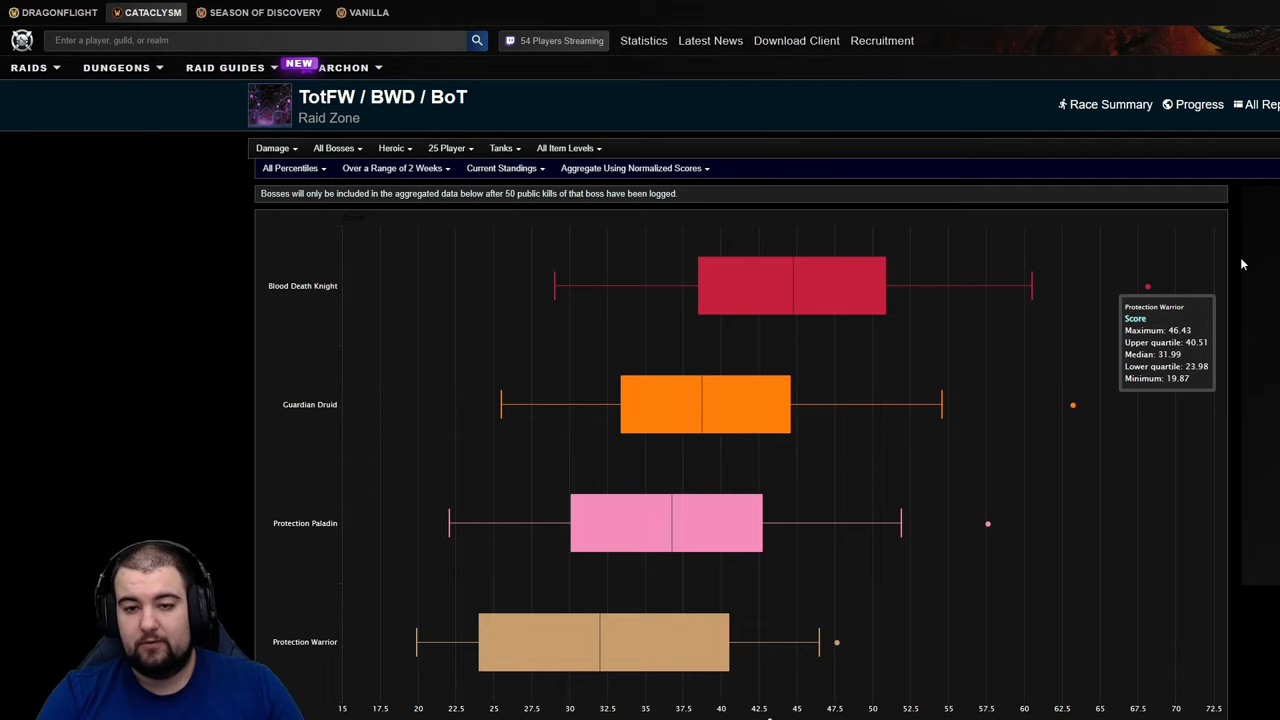 DRAGONFLIGHT CATACLYSM SEASON OF DISCOVERY VANILLA
Enter a player, guild, or realm 54 Players Streaming Statistics Latest News Download Client Recruitment
RAIDS DUNGEONS RAID GUIDES NEW ARCHON
TotFW / BWD / BoT
Raid Zone
Race Summary Progress All Rep
Damage All Bosses Heroic 25 Player Tanks All Item Levels
All Percentiles Over a Range of 2 Weeks Current Standings Aggregate Using Normalized Scores
Bosses will only be included in the aggregated data below after 50 public kills of that boss have been logged.
Blood Death Knight
Protection Warrior
Score
Maximum: 46.43
Upper quartile: 40.51
Median: 31.99
Lower quartile: 23.98
Minimum: 19.87
Guardian Druid
Protection Paladin
Protection Warrior
15 17.5 20 22.5 25 27.5 30 32.5 35 37.5 40 42.5 45 47.5 50 52.5 55 57.5 60 62.5 65 67.5 70 72.5